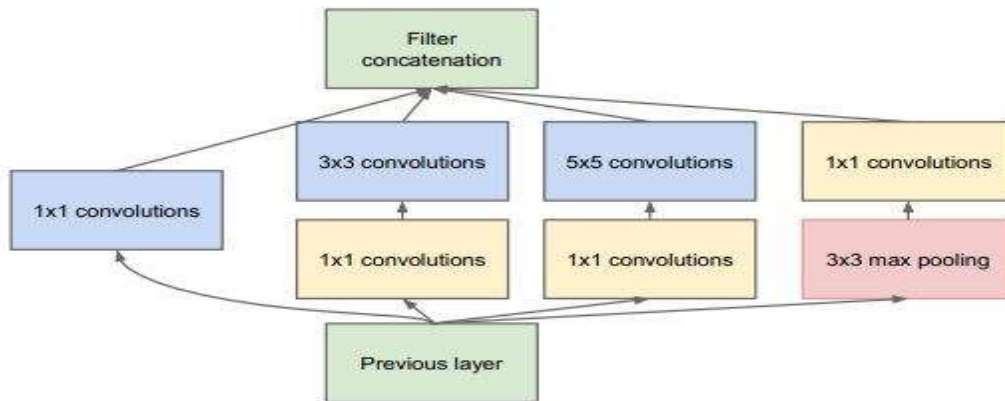 Filter
concatenation
3x3 convolutions
5x5 convolutions
1x1 convolutions
1x1 convolutions
1x1 convolutions
1x1 convolutions
3x3 max pooling
Previous layer